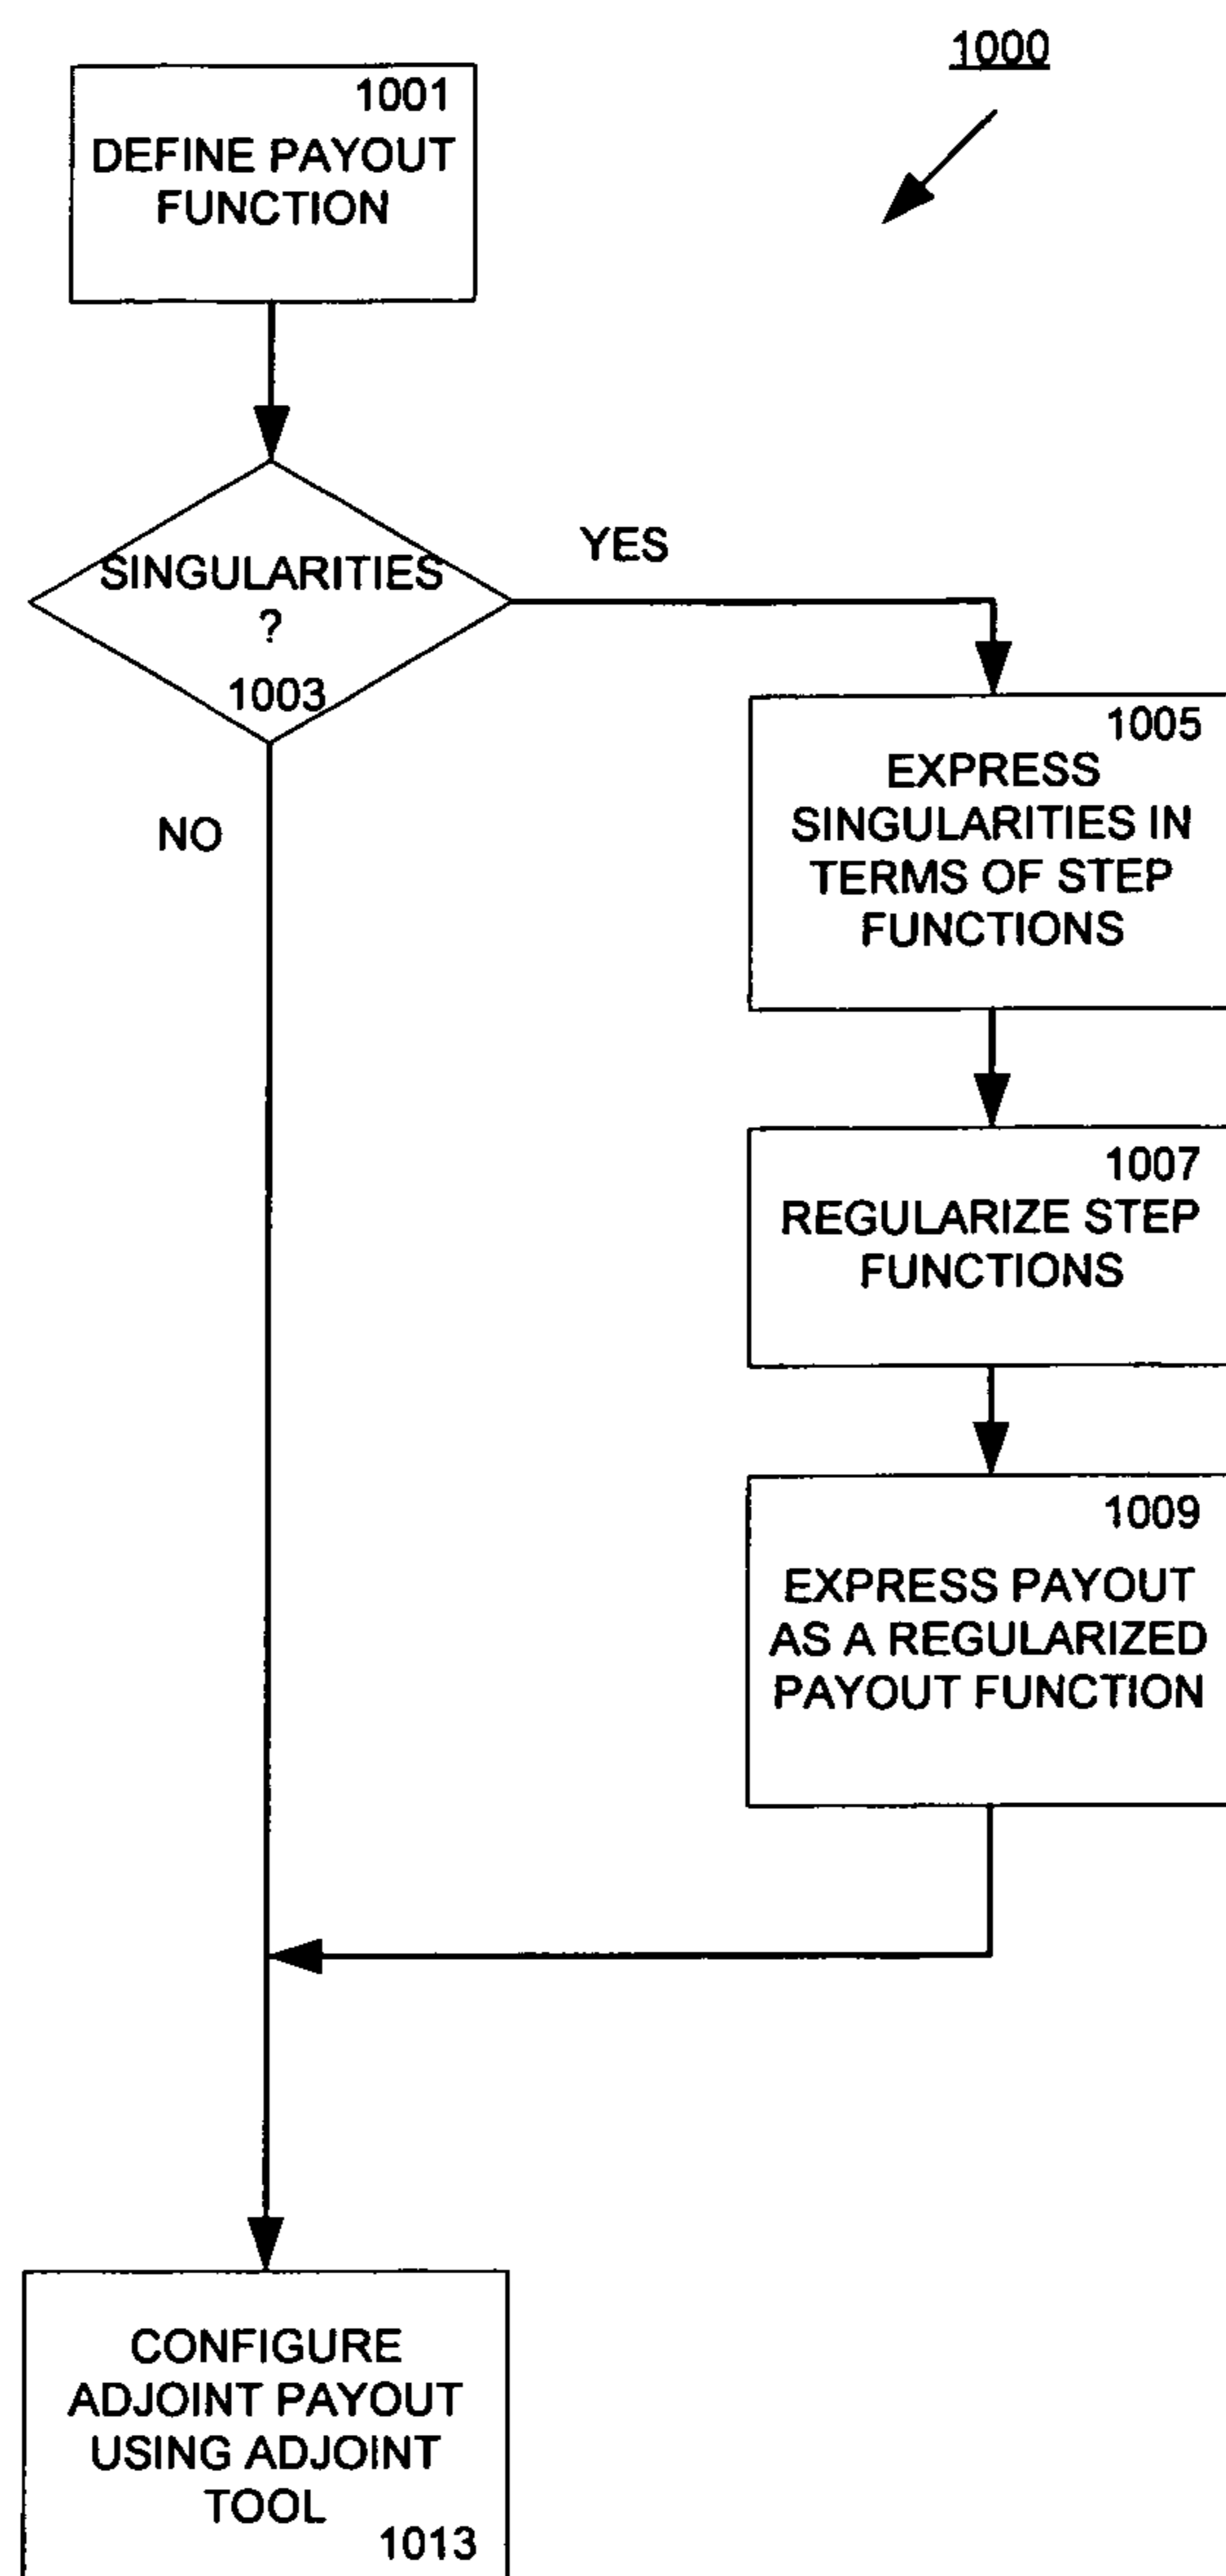 1000
1001
DEFINE PAYOUT
FUNCTION
SINGULARITIES
?
1003
YES
NO
1005
EXPRESS
SINGULARITIES IN
TERMS OF STEP
FUNCTIONS
1007
REGULARIZE STEP
FUNCTIONS
1009
EXPRESS PAYOUT
AS A REGULARIZED
PAYOUT FUNCTION
CONFIGURE
ADJOINT PAYOUT
USING ADJOINT
TOOL
1013